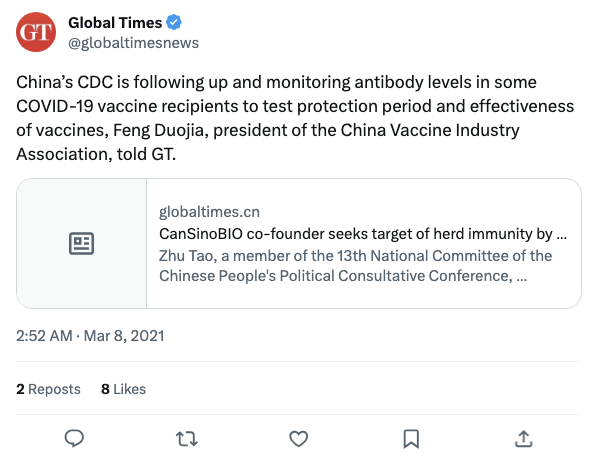 GT
Global Times
@globaltimesnews
China’s CDC is following up and monitoring antibody levels in some
COVID-19 vaccine recipients to test protection period and effectiveness
of vaccines, Feng Duojia, president of the China Vaccine Industry
Association, told GT.
globaltimes.cn
CanSinoBIO co-founder seeks target of herd immunity by ...
Zhu Tao, a member of the 13th National Committee of the
Chinese People's Political Consultative Conference, ...
2:52 AM · Mar 8, 2021
2 Reposts 8 Likes